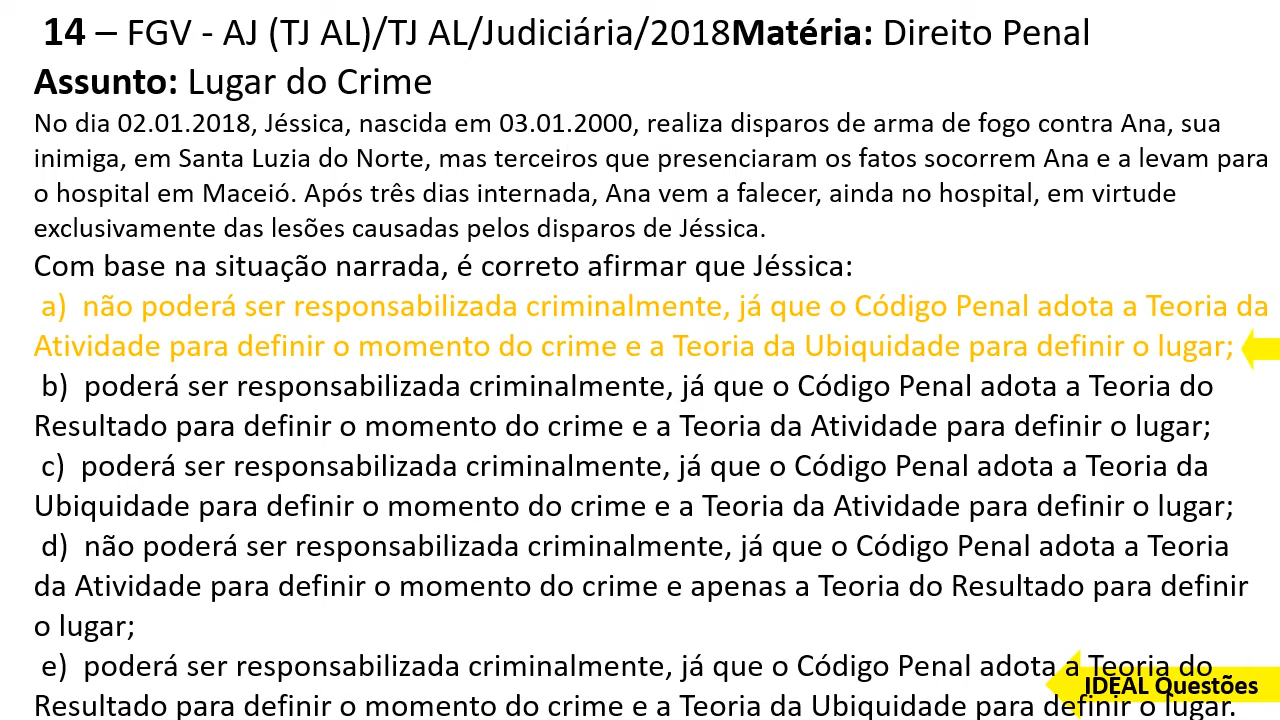 14 – FGV - AJ (TJ AL)/TJ AL/Judiciária/2018Matéria: Direito Penal
Assunto: Lugar do Crime
No dia 02.01.2018, Jéssica, nascida em 03.01.2000, realiza disparos de arma de fogo contra Ana, sua
inimiga, em Santa Luzia do Norte, mas terceiros que presenciaram os fatos socorrem Ana e a levam para
o hospital em Maceió. Após três dias internada, Ana vem a falecer, ainda no hospital, em virtude
exclusivamente das lesões causadas pelos disparos de Jéssica.
Com base na situação narrada, é correto afirmar que Jéssica:
a) não poderá ser responsabilizada criminalmente, já que o Código Penal adota a Teoria da
Atividade para definir o momento do crime e a Teoria da Ubiquidade para definir o lugar;
b) poderá ser responsabilizada criminalmente, já que o Código Penal adota a Teoria do
Resultado para definir o momento do crime e a Teoria da Atividade para definir o lugar;
c) poderá ser responsabilizada criminalmente, já que o Código Penal adota a Teoria da
Ubiquidade para definir o momento do crime e a Teoria da Atividade para definir o lugar;
d) não poderá ser responsabilizada criminalmente, já que o Código Penal adota a Teoria
da Atividade para definir o momento do crime e apenas a Teoria do Resultado para definir
o lugar;
e) poderá ser responsabilizada criminalmente, já que o Código Penal adota a Teoria do
IDEAL Questões
Resultado para definir o momento do crime e a Teoria da Ubiquidade para definir o lugar.